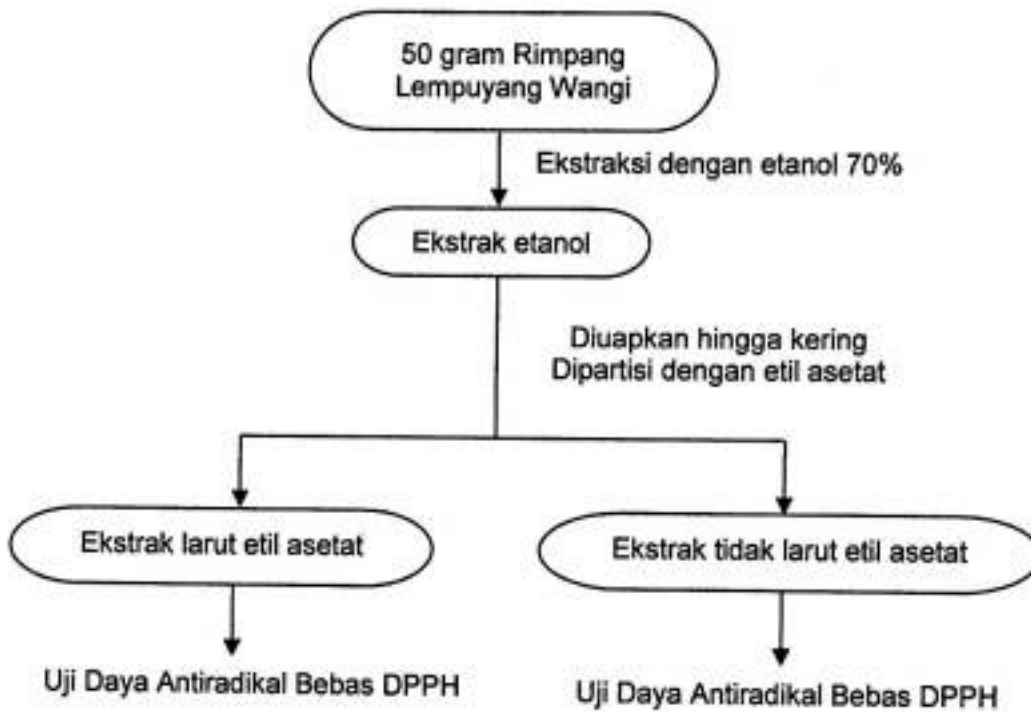 50 gram Rimpang
Lempuyang Wangi
Ekstraksi dengan etanol 70%
Ekstrak etanol
Diuapkan hingga kering
Dipartisi dengan etil asetat
Ekstrak larut etil asetat
Ekstrak tidak larut etil asetat
Uji Daya Antiradikal Bebas DPPH
Uji Daya Antiradikal Bebas DPPH